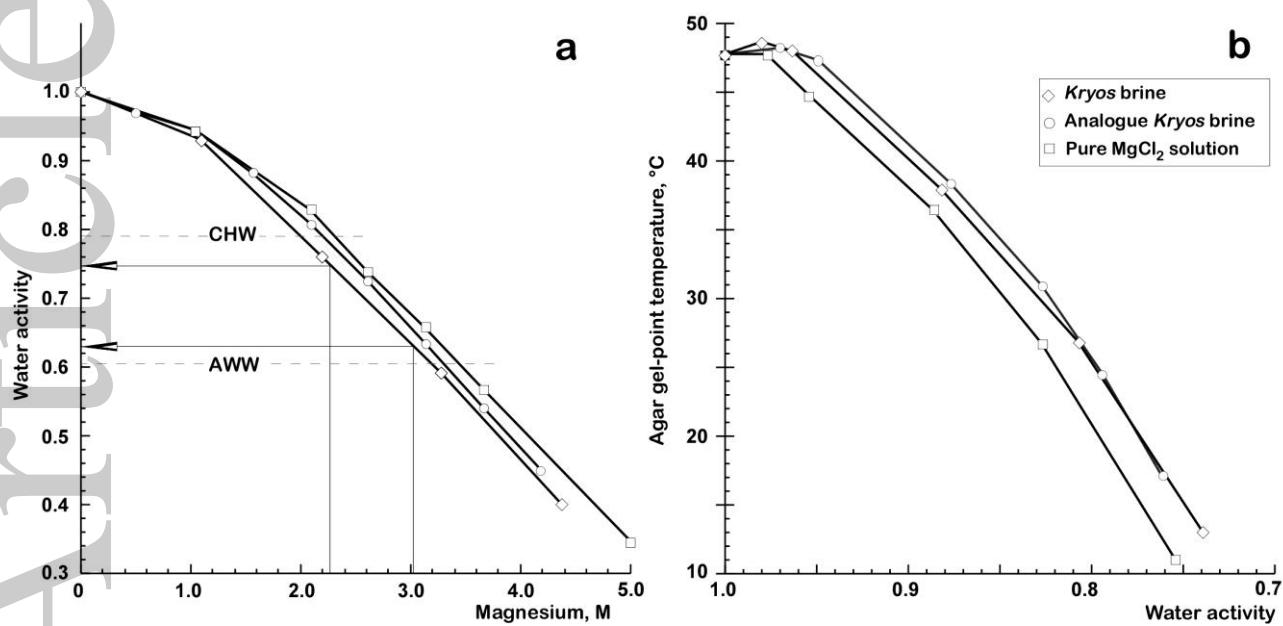 Article
a
Water activity
1.0
0.9
0.8
0.7
0.6
0.5
0.4
0.3
CHW
AWW
0 1.0 2.0 3.0 4.0 5.0
Magnesium, M
b
Agar gel-point temperature, °C
50
40
30
20
10
Kryos brine
Analogue Kryos brine
Pure MgCl₂ solution
1.0 0.9 0.8 0.7
Water activity